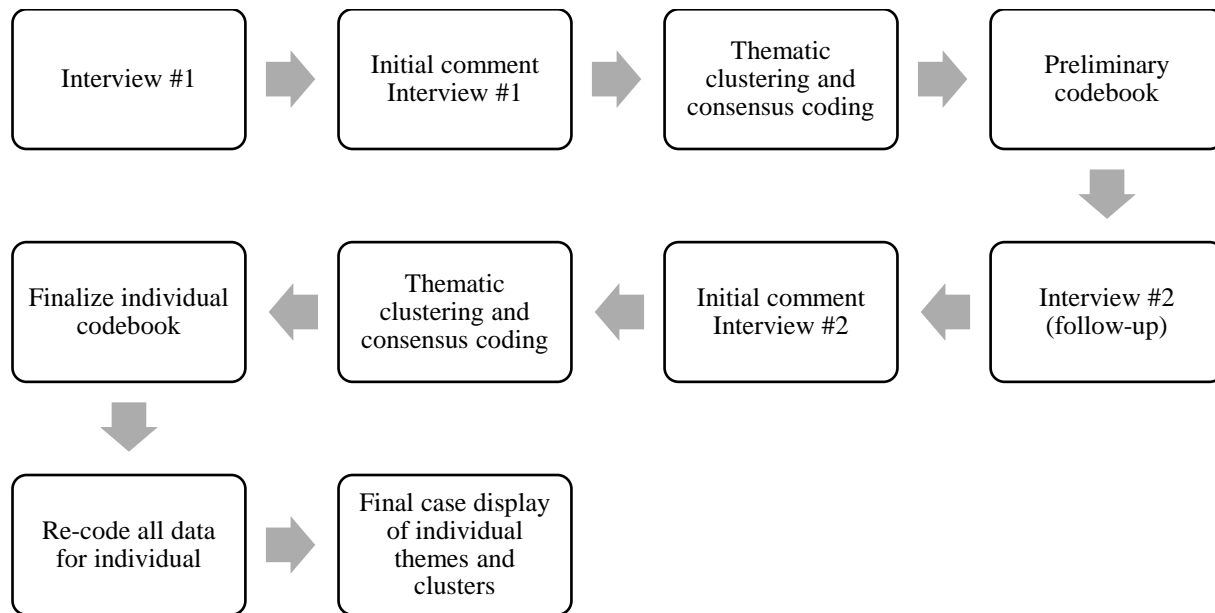 Interview #1
Initial comment
Interview #1
Thematic
clustering and
consensus coding
Preliminary
codebook
Interview #2
(follow-up)
Initial comment
Interview #2
Thematic
clustering and
consensus coding
Finalize individual
codebook
Re-code all data
for individual
Final case display
of individual
themes and
clusters